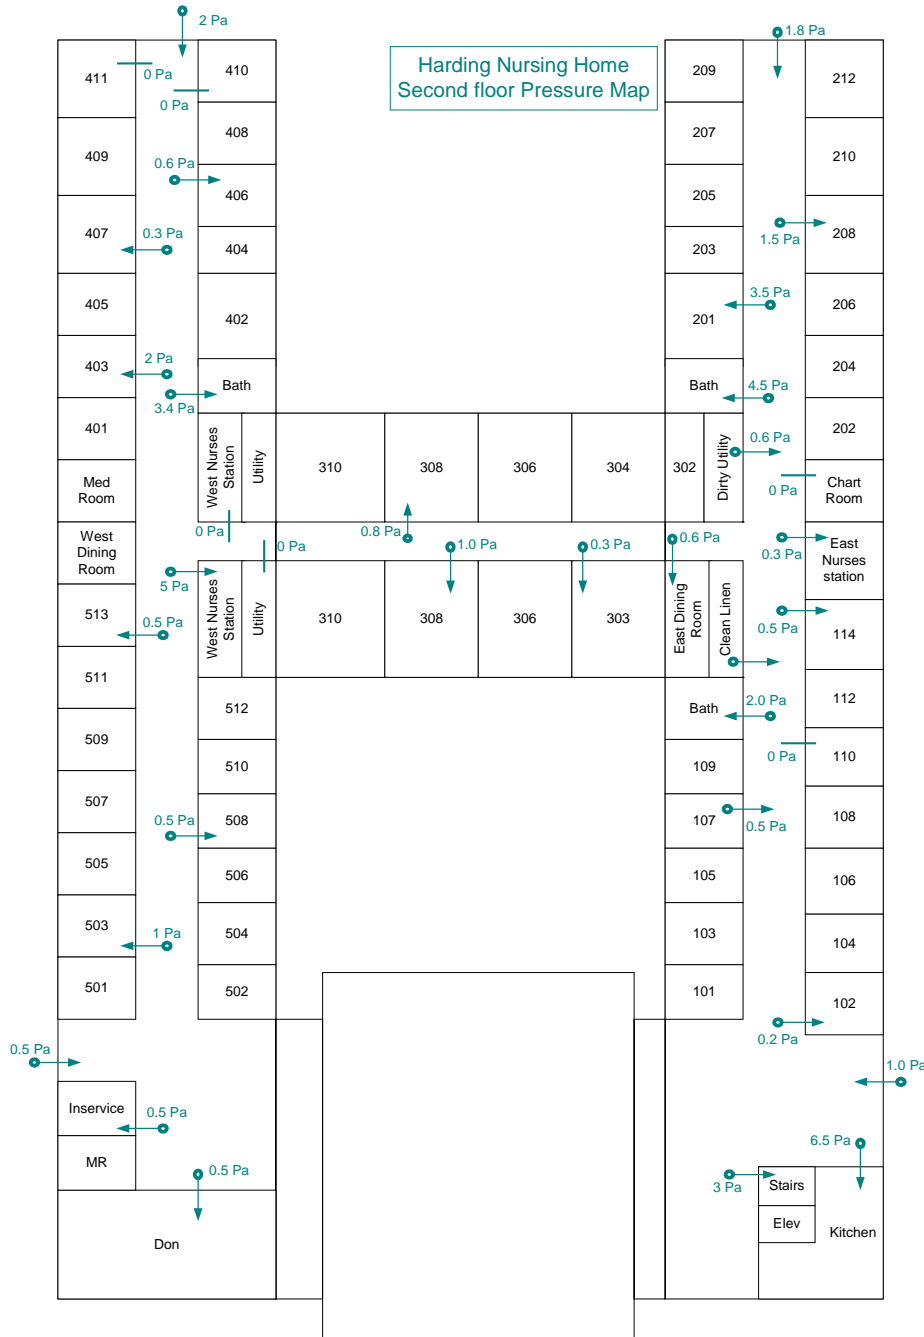 2 Pa
1.8 Pa
Harding Nursing Home
Second floor Pressure Map
411
0 Pa
410
209
212
0 Pa
409
408
207
210
0.6 Pa
406
205
407
0.3 Pa
404
203
1.5 Pa
208
405
402
201
3.5 Pa
206
403
2 Pa
Bath
Bath
4.5 Pa
204
3.4 Pa
401
West Nurses
Station
Utility
310
308
306
304
302
Dirty Utility
0.6 Pa
202
Med
Room
0 Pa
Chart
Room
West
Dining
Room
0 Pa
0 Pa
0.8 Pa
1.0 Pa
0.3 Pa
0.6 Pa
0.3 Pa
East
Nurses
station
5 Pa
513
0.5 Pa
West Nurses
Station
Utility
310
308
306
303
East Dining
Room
Clean Linen
0.5 Pa
114
511
512
Bath
2.0 Pa
112
509
510
109
0 Pa
110
507
0.5 Pa
508
107
0.5 Pa
108
505
506
105
106
503
1 Pa
504
103
104
501
502
101
102
0.2 Pa
0.5 Pa
1.0 Pa
Inservice
0.5 Pa
6.5 Pa
MR
0.5 Pa
3 Pa
Stairs
Elev
Kitchen
Don